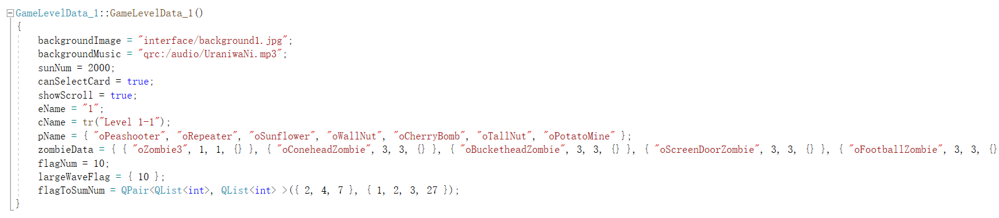 GameLevelData_1::GameLevelData_1()
{
backgroundImage = "interface/background1.jpg";
backgroundMusic = "qrc:/audio/UraniwaNi.mp3";
sunNum = 2000;
canSelectCard = true;
showScroll = true;
eName = "1";
cName = tr("Level 1-1");
pName = { "oPeashooter", "oRepeater", "oSunflower", "oWallNut", "oCherryBomb", "oTallNut", "oPotatoMine" };
zombieData = { { "oZombie3", 1, 1, {} }, { "oConeheadZombie", 3, 3, {} }, { "oBucketheadZombie", 3, 3, {} }, { "oScreenDoorZombie", 3, 3, {} }, { "oFootballZombie", 3, 3, {}
flagNum = 10;
largeWaveFlag = { 10 };
flagToSumNum = QPair<QList<int>, QList<int> >({ 2, 4, 7 }, { 1, 2, 3, 27 });
}